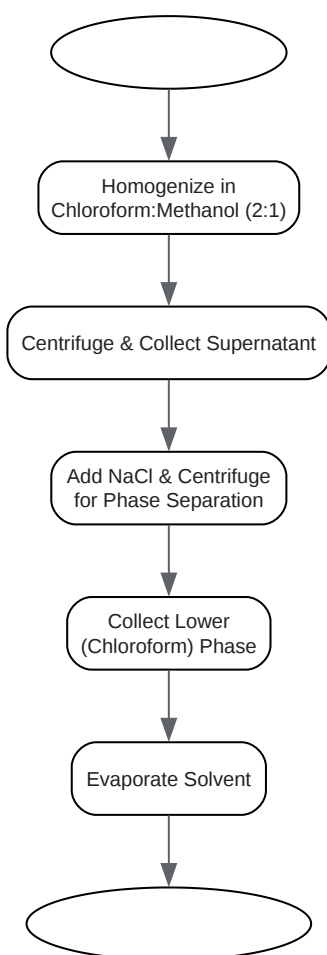 Homogenize in
Chloroform:Methanol (2:1)
Centrifuge & Collect Supernatant
Add NaCl & Centrifuge
for Phase Separation
Collect Lower
(Chloroform) Phase
Evaporate Solvent